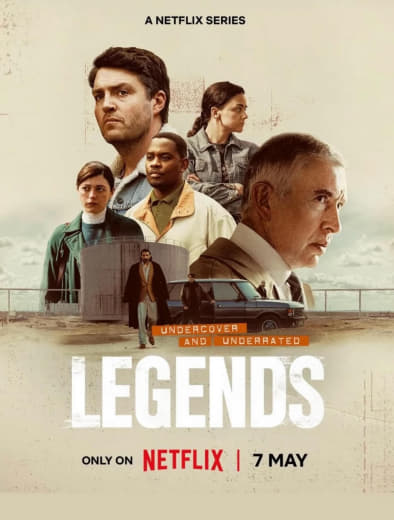 A NETFLIX SERIES
UNDERCOVER
AND UNDERRATED
LEGENDS
ONLY ON NETFLIX | 7 MAY